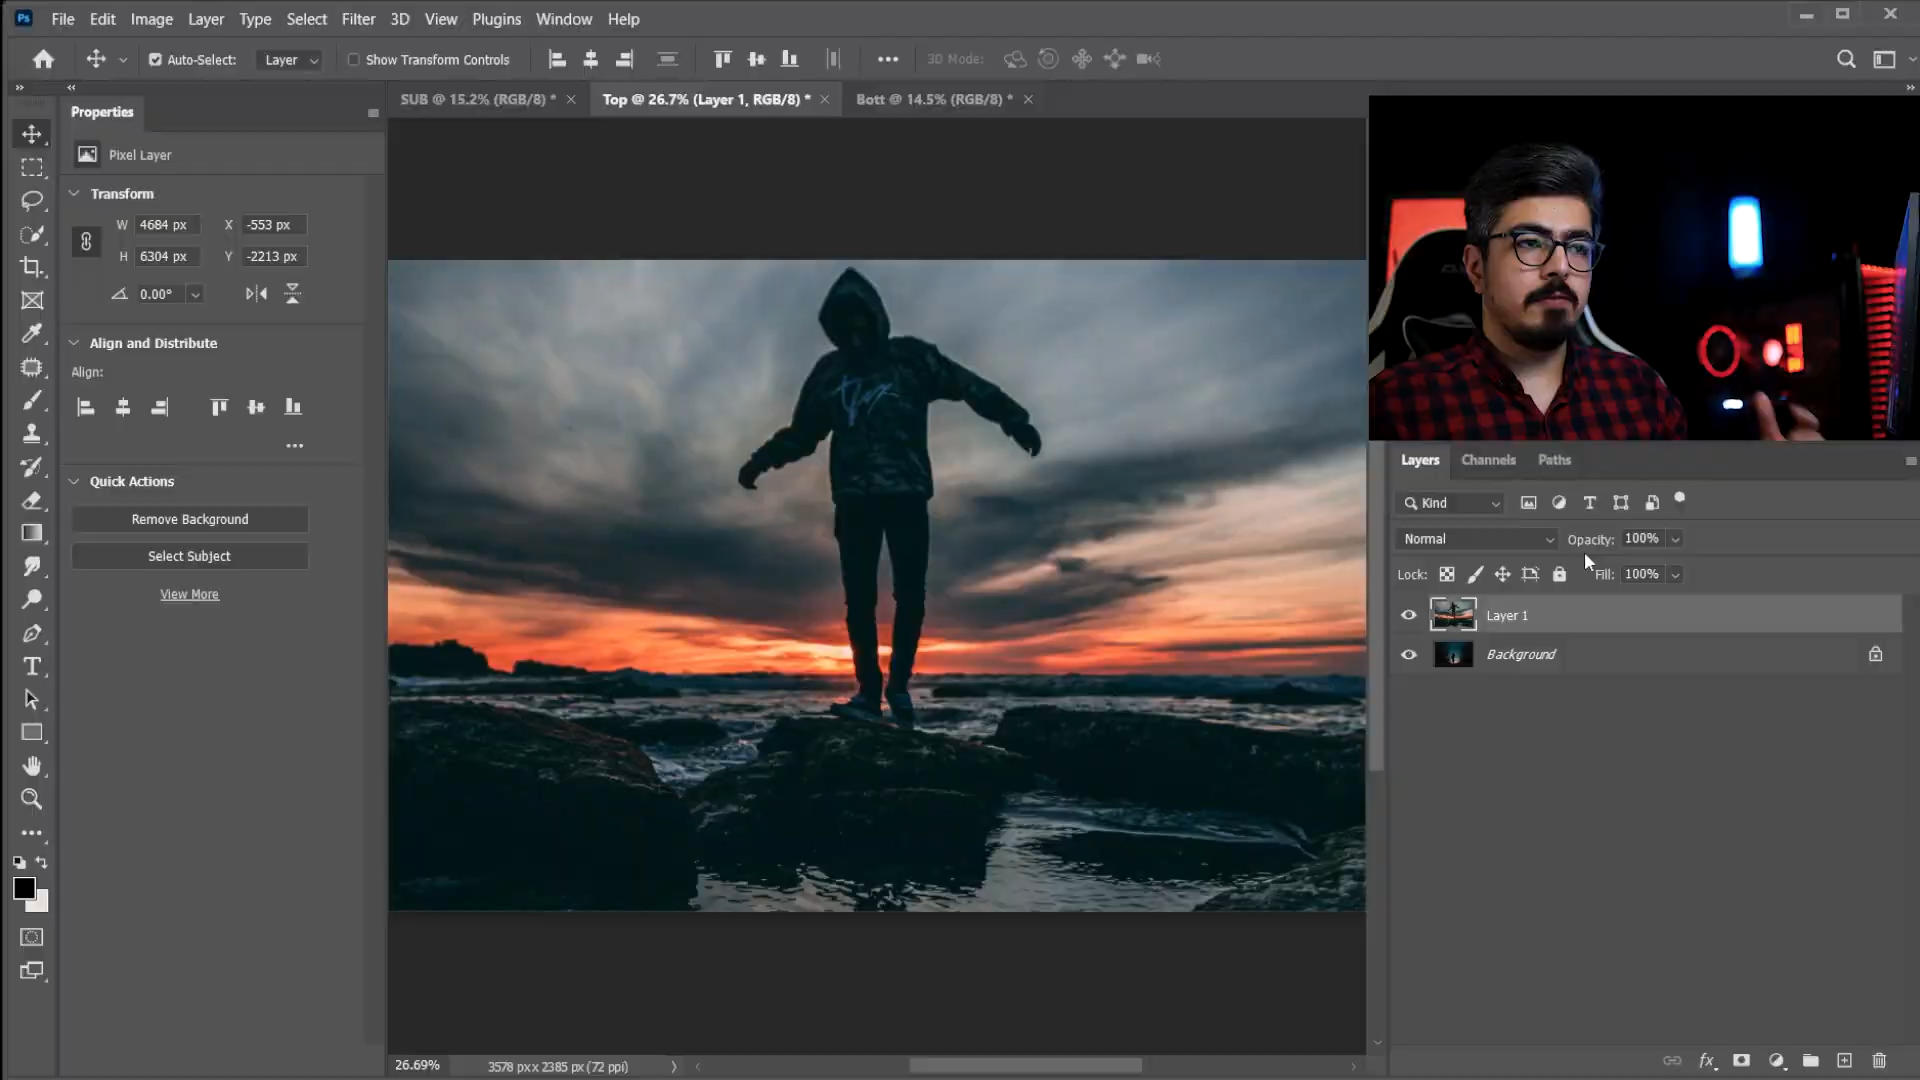 Ps File Edit Image Layer Type Select Filter 3D View Plugins Window Help
Auto-Select: Layer Show Transform Controls 3D Mode:
SUB @ 15.2% (RGB/8) * Top @ 26.7% (Layer 1, RGB/8) * Bott @ 14.5% (RGB/8) *
Properties
Pixel Layer
Transform
W 4684 px X -553 px
H 6304 px Y -2213 px
0.00°
Align and Distribute
Align:
Quick Actions
Remove Background
Select Subject
View More
Layers Channels Paths
Kind
Normal Opacity: 100%
Lock: Fill: 100%
Layer 1
Background
26.69% 3578 px x 2385 px (72 ppi)